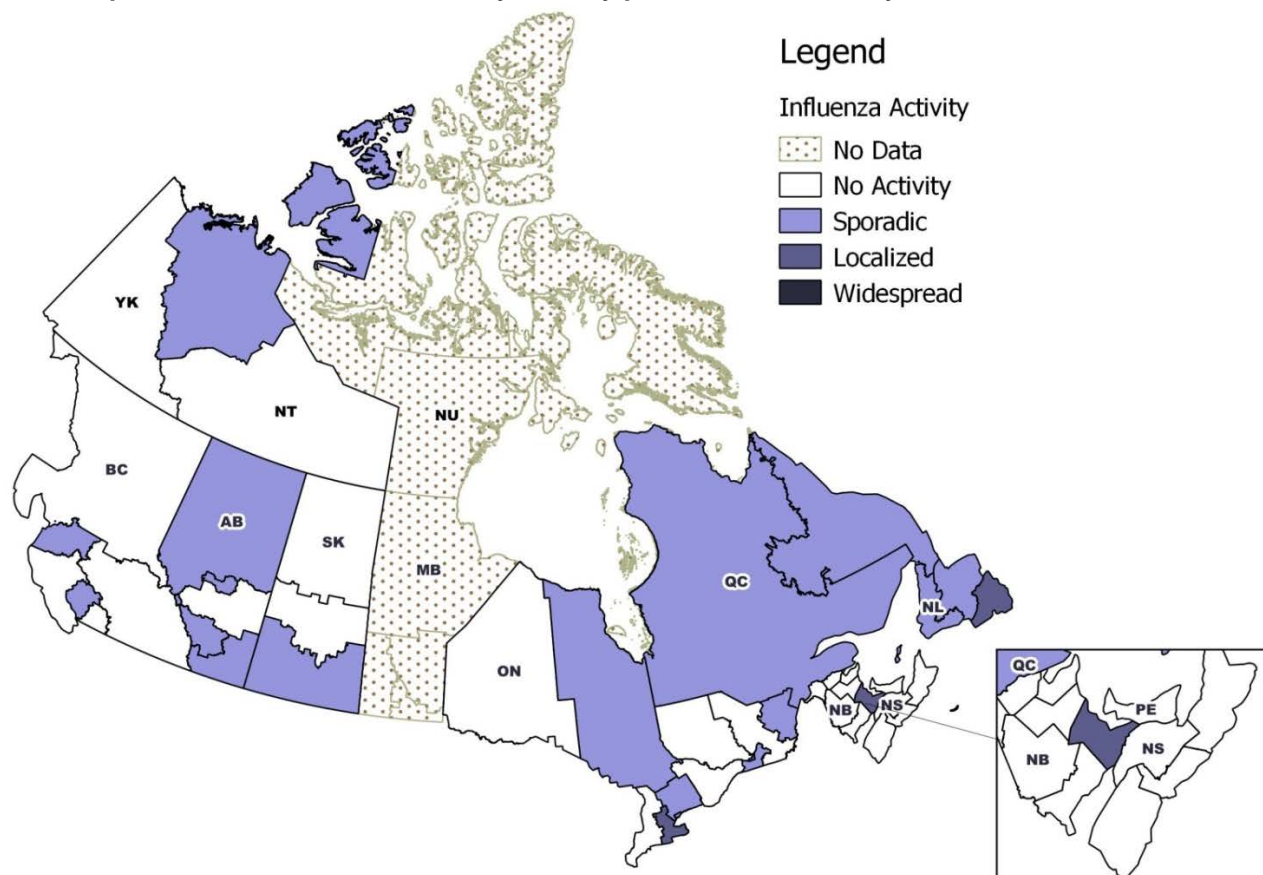 Legend
Influenza Activity
No Data
No Activity
Sporadic
Localized
Widespread
YK
NT
NU
BC
AB
SK
MB
QC
NL
ON
NB
NS
QC
PE
NB
NS